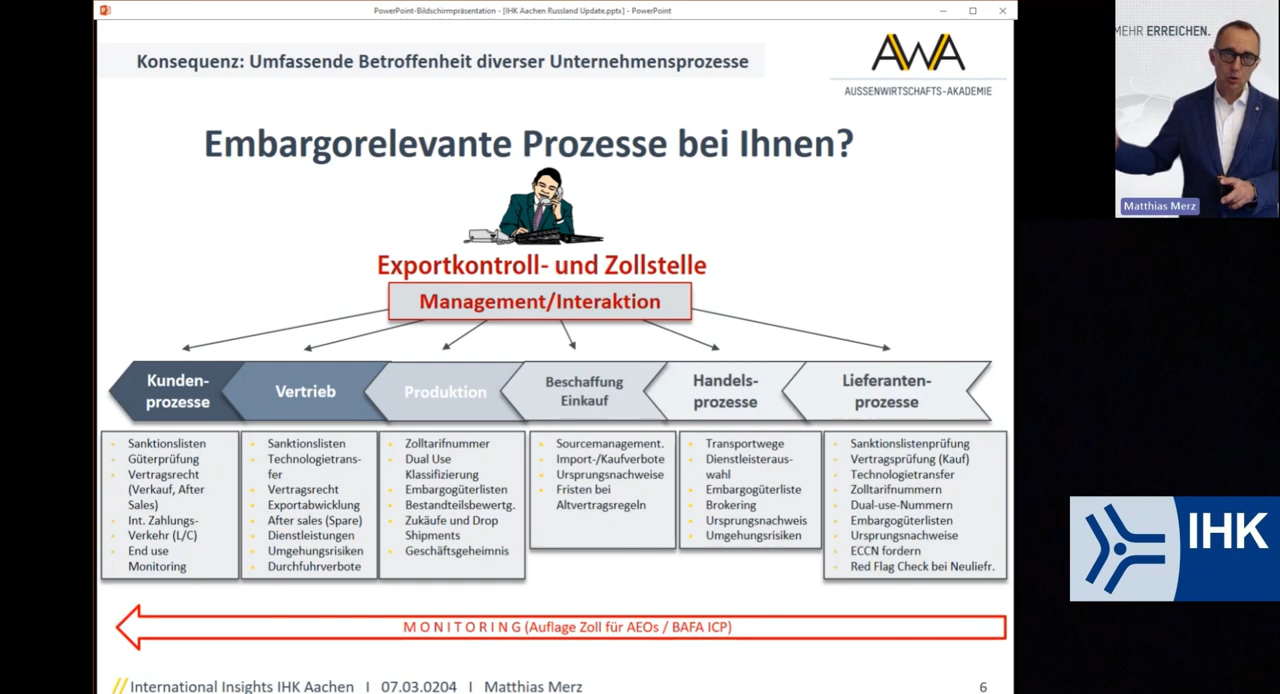 PowerPoint-Bildschirmpräsentation - [IHK Aachen Russland Update.pptx] - PowerPoint
Konsequenz: Umfassende Betroffenheit diverser Unternehmensprozesse
AWA
AUSSENWIRTSCHAFTS-AKADEMIE
MEHR ERREICHEN.
Matthias Merz
Embargorelevante Prozesse bei Ihnen?
Exportkontroll- und Zollstelle
Management/Interaktion
Kunden-
prozesse
Vertrieb
Produktion
Beschaffung
Einkauf
Handels-
prozesse
Lieferanten-
prozesse
Sanktionslisten
Güterprüfung
Vertragsrecht
(Verkauf, After
Sales)
Int. Zahlungs-
Verkehr (L/C)
End use
Monitoring
Sanktionslisten
Technologietrans-
fer
Vertragsrecht
Exportabwicklung
After sales (Spare)
Dienstleistungen
Umgehungsrisiken
Durchfuhrverbote
Zolltarifnummer
Dual Use
Klassifizierung
Embargogüterlisten
Bestandteilsbewertg.
Zukäufe und Drop
Shipments
Geschäftsgeheimnis
Sourcemanagement.
Import-/Kaufverbote
Ursprungsnachweise
Fristen bei
Altvertragsregeln
Transportwege
Dienstleisteraus-
wahl
Embargogüterliste
Brokering
Ursprungsnachweis
Umgehungsrisiken
Sanktionslistenprüfung
Vertragsprüfung (Kauf)
Technologietransfer
Zolltarifnummern
Dual-use-Nummern
Embargogüterlisten
Ursprungsnachweise
ECCN fordern
Red Flag Check bei Neuliefr.
IHK
M O N I T O R I N G (Auflage Zoll für AEOs / BAFA ICP)
// International Insights IHK Aachen I 07.03.0204 I Matthias Merz
6